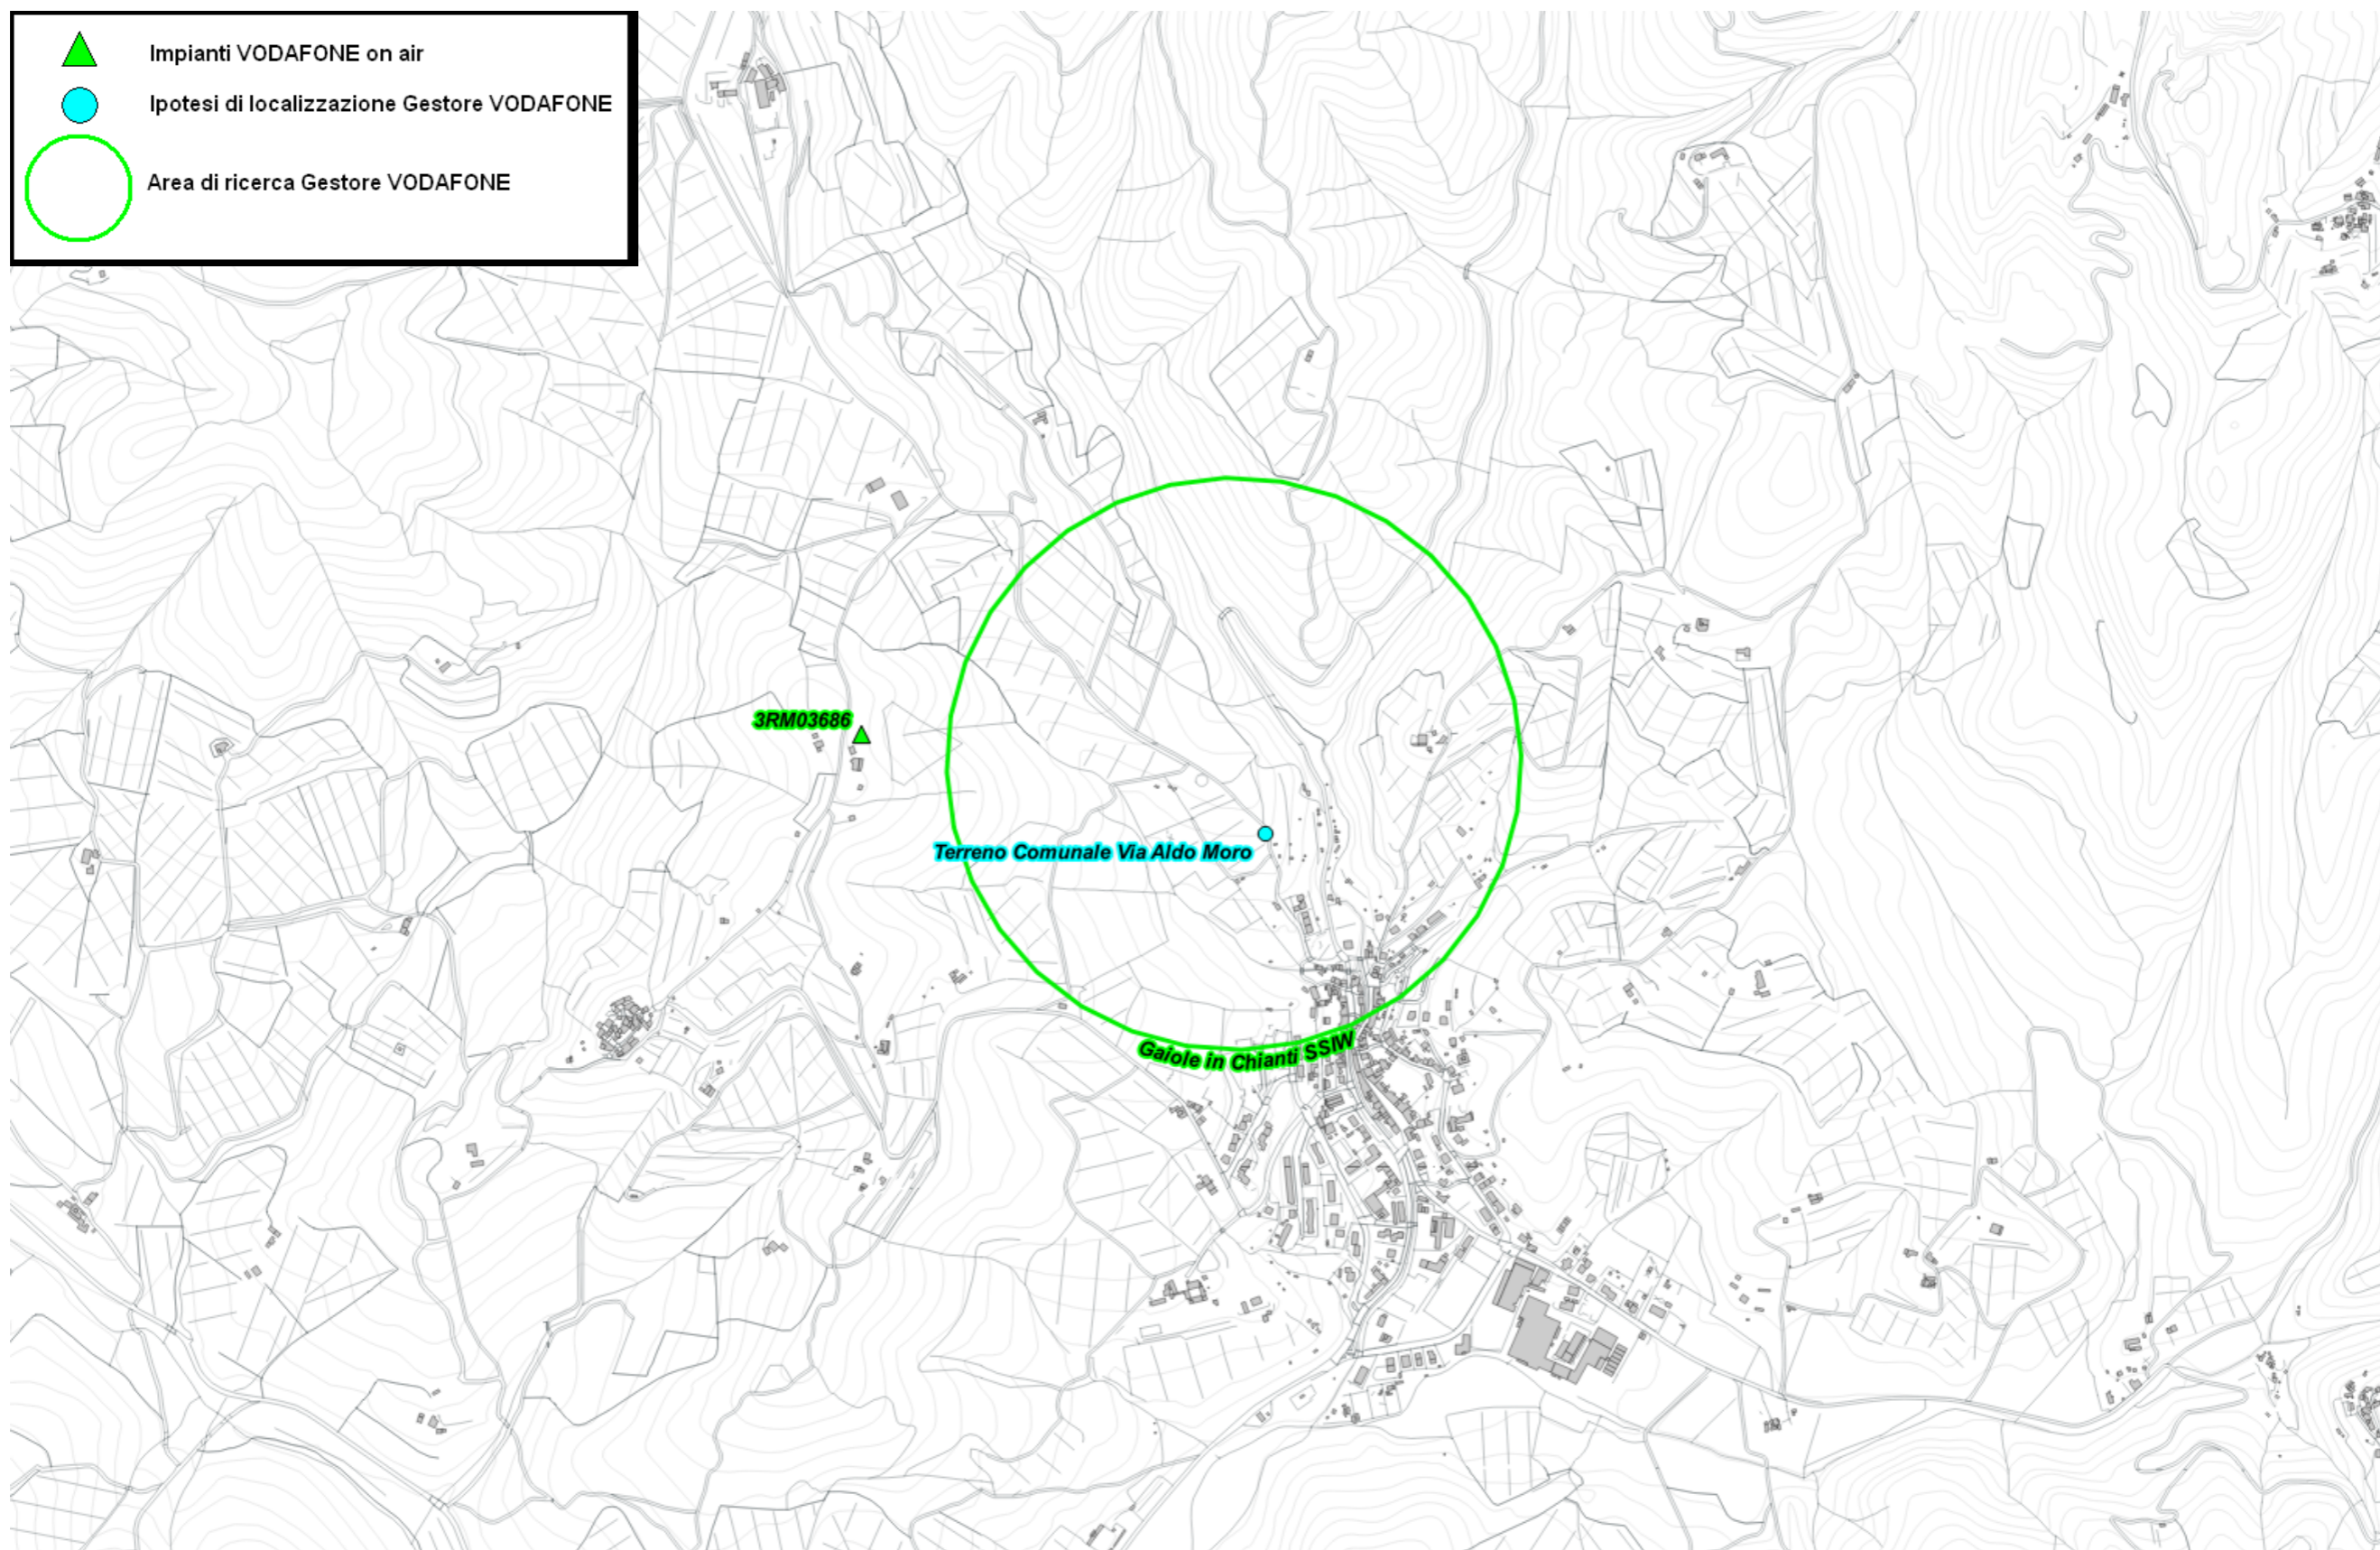 Impianti VODAFONE on air
Ipotesi di localizzazione Gestore VODAFONE
Area di ricerca Gestore VODAFONE
3RM03686
Terreno Comunale Via Aldo Moro
Gaiole in Chianti SSIW